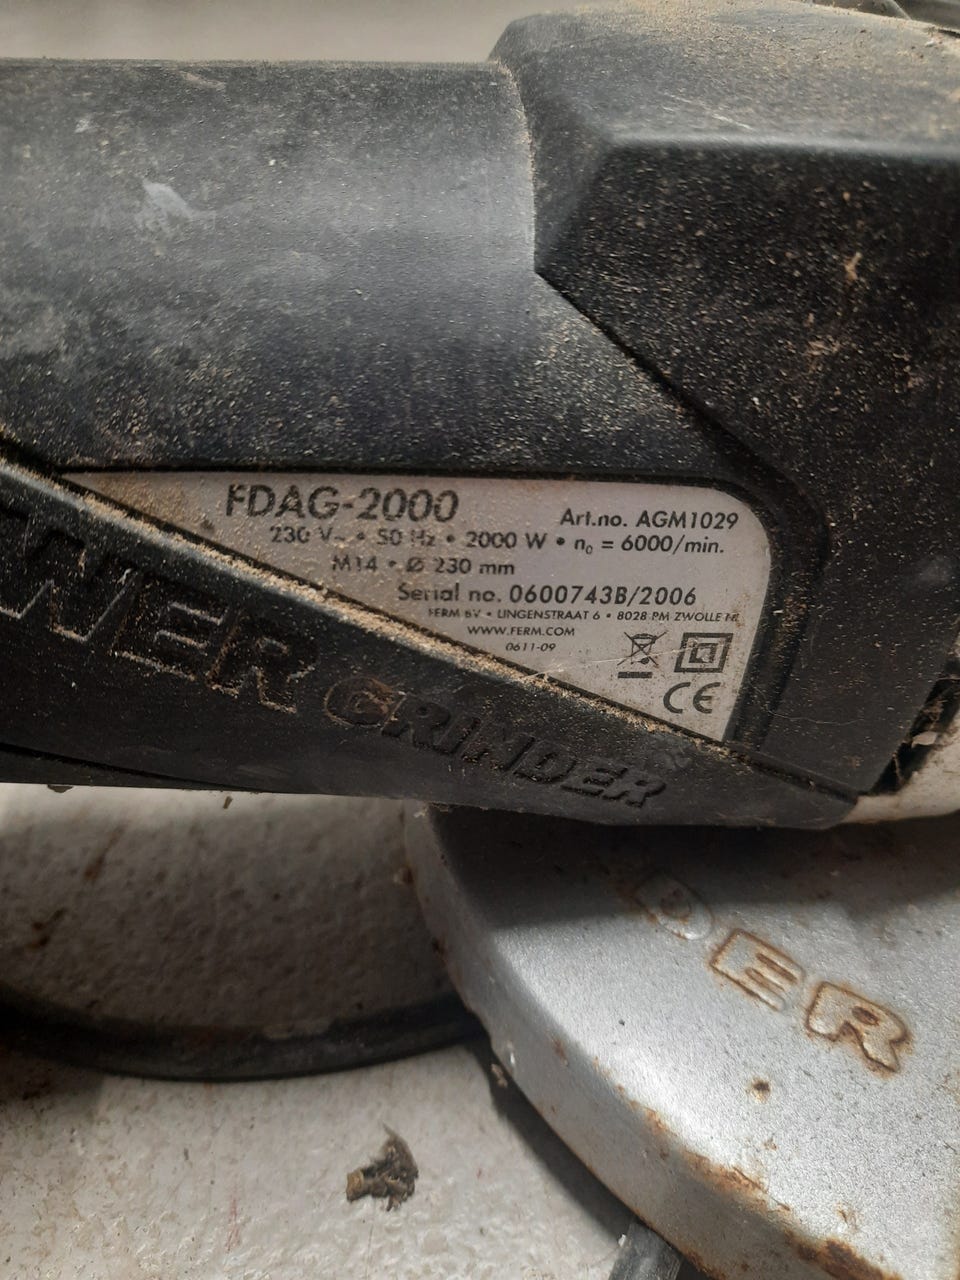 FDAG-2000
Art.no. AGM1029
230 V~ • 50 Hz • 2000 W • n₀ = 6000/min.
M14 • Ø 230 mm
Serial no. 0600743B/2006
FERM BV • LINGENSTRAAT 6 • 8028 PM ZWOLLE NL
WWW.FERM.COM
0611-09
CE
WER GRINDER
DER